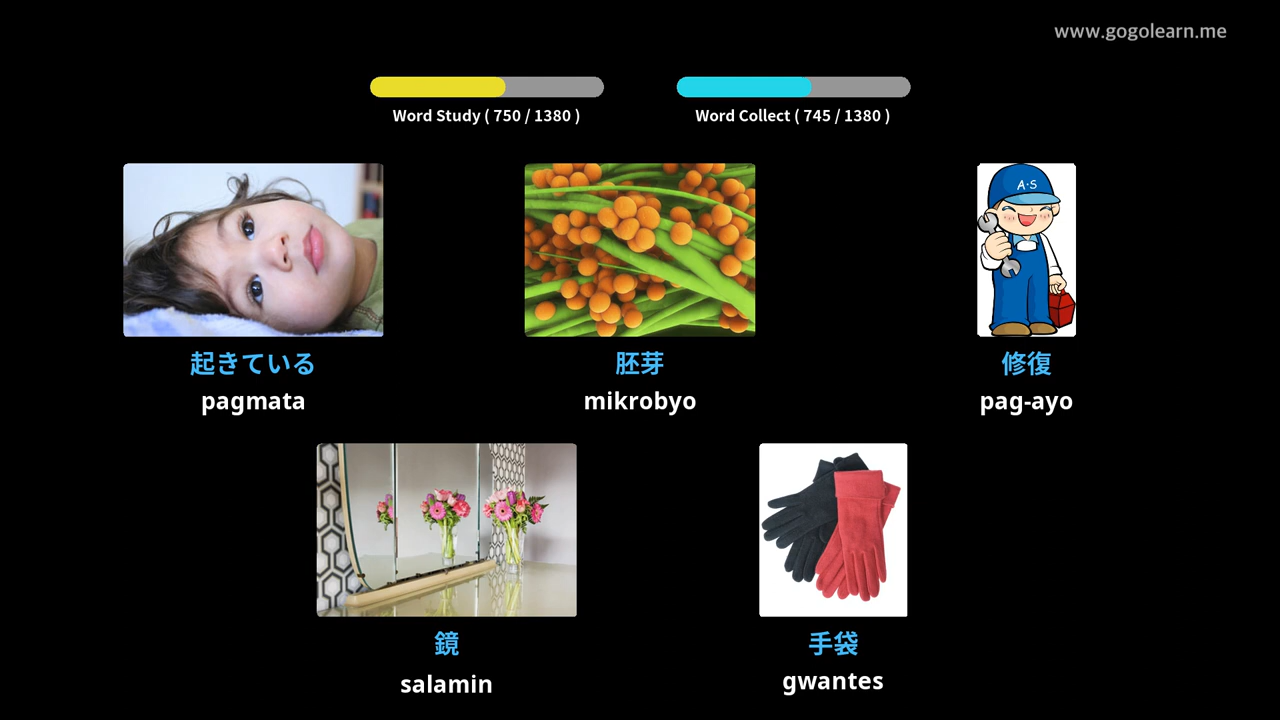 www.gogolearn.me
Word Study ( 750 / 1380 )
Word Collect ( 745 / 1380 )
A·S
起きている
pagmata
胚芽
mikrobyo
修復
pag-ayo
鏡
salamin
手袋
gwantes